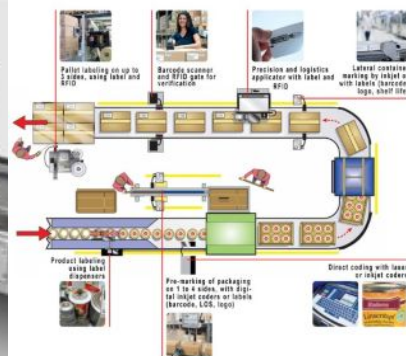 Pallet labeling on up to
3 sides, using label and
RFID
Barcode scanner
and RFID gate for
verification
Precision and logistics
applicator with label and
RFID
Lateral container
marking by inkjet or
with labels (barcode,
logo, shelf life
Product labeling
using label
dispensers
Pre-marking of packaging
on 1 to 4 sides, with digi-
tal inkjet coders or labels
(barcode, LOS, logo)
Direct coding with laser
or inkjet coders